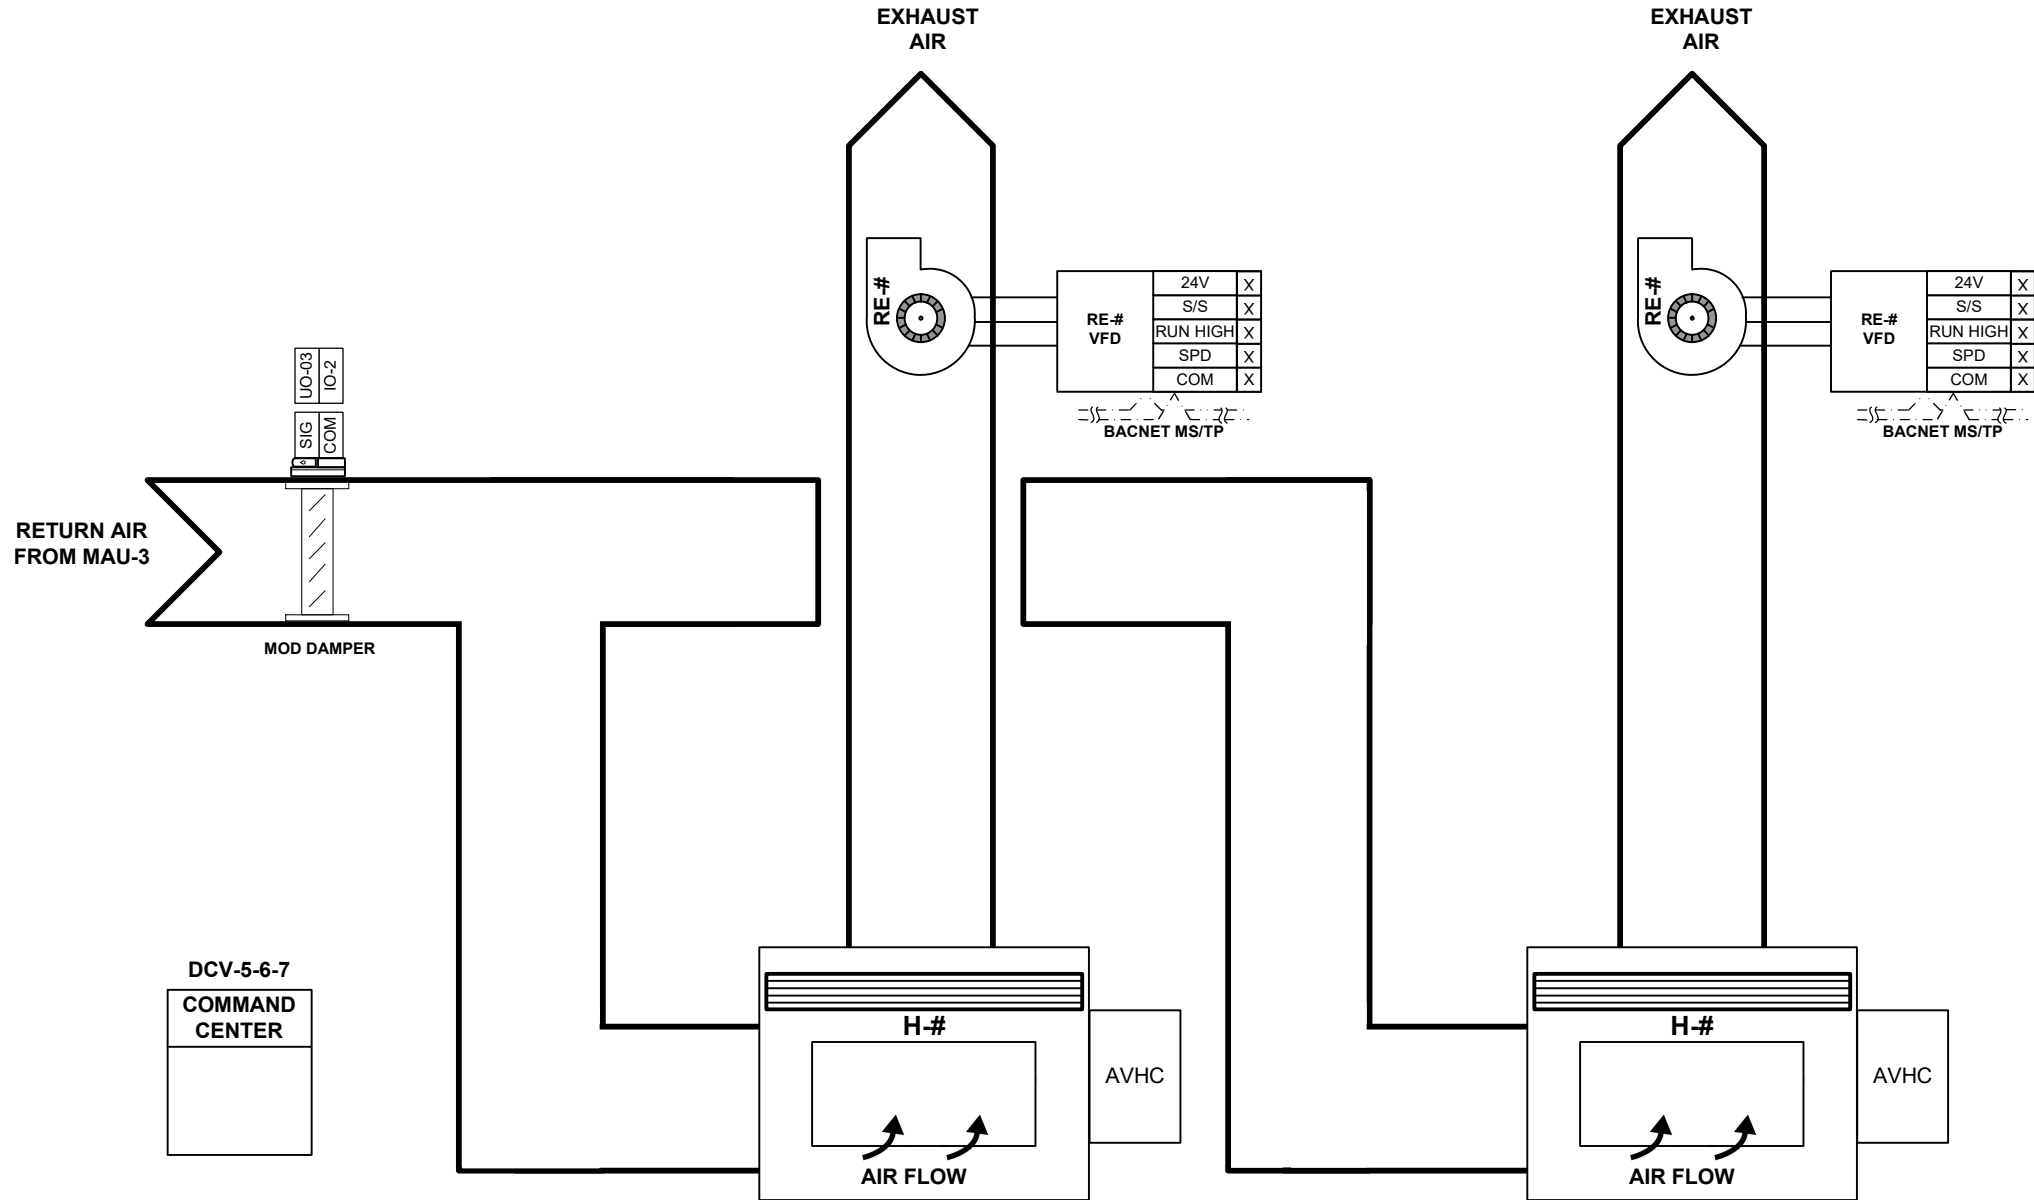 EXHAUST
AIR
EXHAUST
AIR
RE-#
RE-#
VFD
24V X
S/S X
RUN HIGH X
SPD X
COM X
BACNET MS/TP
RE-#
RE-#
VFD
24V X
S/S X
RUN HIGH X
SPD X
COM X
BACNET MS/TP
UO-03
IO-2
SIG
COM
RETURN AIR
FROM MAU-3
MOD DAMPER
DCV-5-6-7
COMMAND
CENTER
H-#
AVHC
AIR FLOW
H-#
AVHC
AIR FLOW